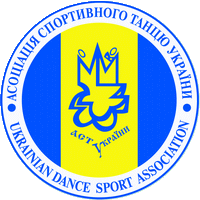 АСОЦІАЦІЯ СПОРТИВНОГО ТАНЦЮ УКРАЇНИ
АСТ УКРАЇНИ
• UKRAINIAN DANCE SPORT ASSOCIATION •